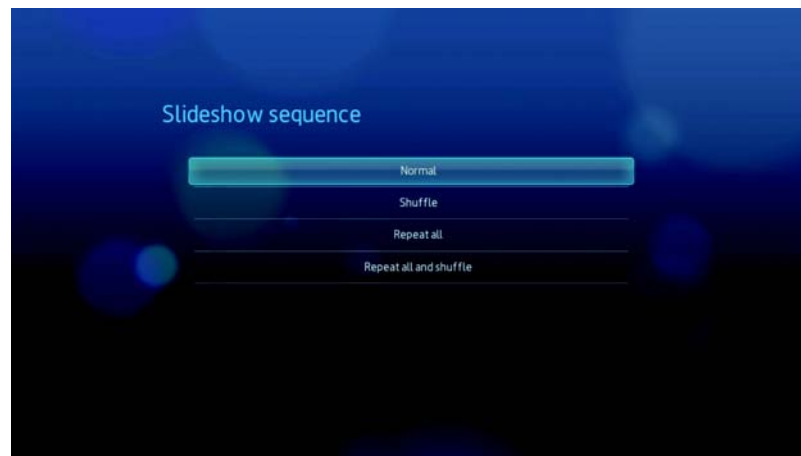 Slideshow sequence
Normal
Shuffle
Repeat all
Repeat all and shuffle